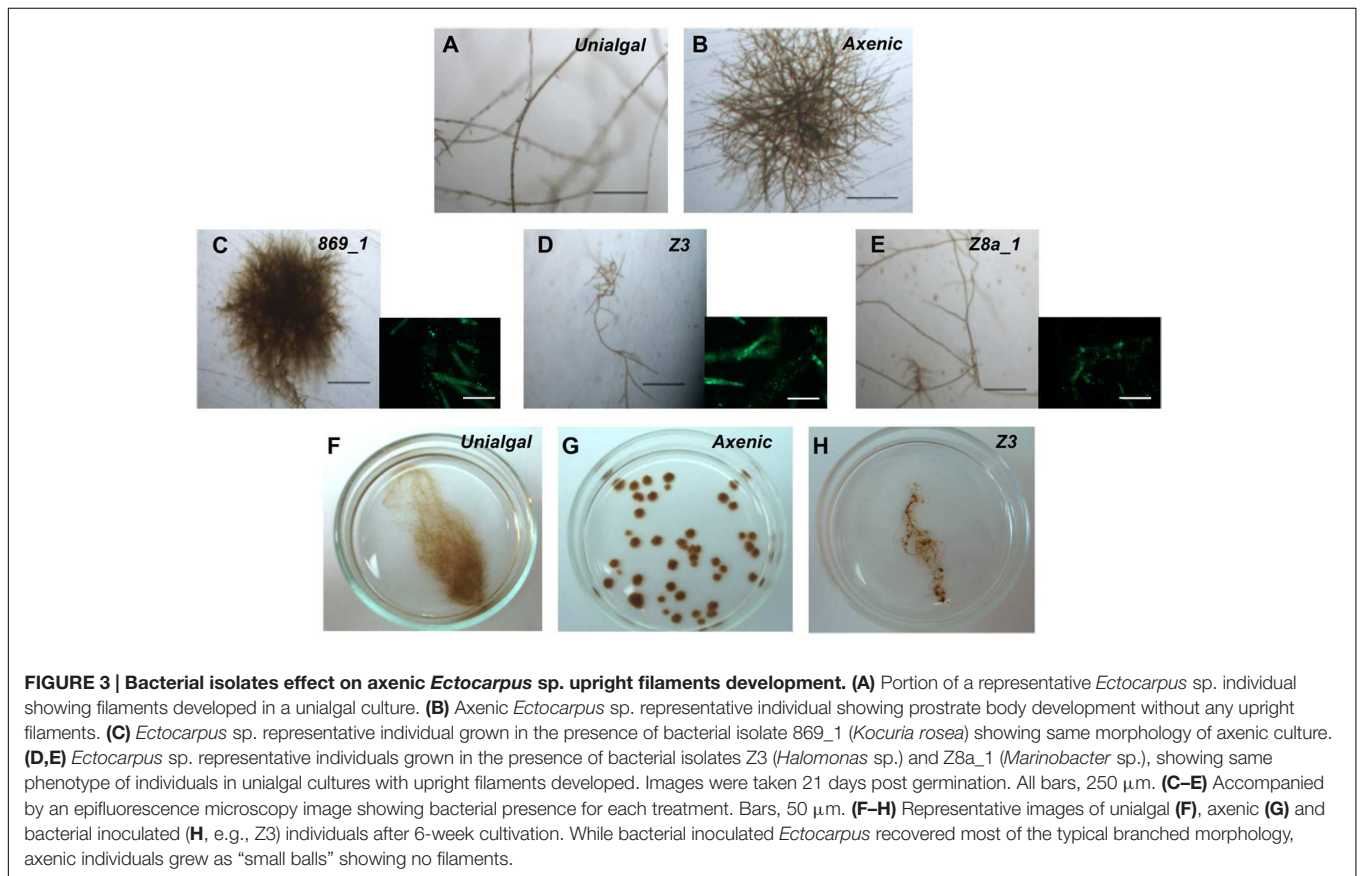 A Unialgal
B Axenic
C 869_1
D Z3
E Z8a_1
F Unialgal
G Axenic
H Z3
FIGURE 3 | Bacterial isolates effect on axenic Ectocarpus sp. upright filaments development. (A) Portion of a representative Ectocarpus sp. individual
showing filaments developed in a unialgal culture. (B) Axenic Ectocarpus sp. representative individual showing prostrate body development without any upright
filaments. (C) Ectocarpus sp. representative individual grown in the presence of bacterial isolate 869_1 (Kocuria rosea) showing same morphology of axenic culture.
(D,E) Ectocarpus sp. representative individuals grown in the presence of bacterial isolates Z3 (Halomonas sp.) and Z8a_1 (Marinobacter sp.), showing same
phenotype of individuals in unialgal cultures with upright filaments developed. Images were taken 21 days post germination. All bars, 250 μm. (C–E) Accompanied
by an epifluorescence microscopy image showing bacterial presence for each treatment. Bars, 50 μm. (F–H) Representative images of unialgal (F), axenic (G) and
bacterial inoculated (H, e.g., Z3) individuals after 6-week cultivation. While bacterial inoculated Ectocarpus recovered most of the typical branched morphology,
axenic individuals grew as “small balls” showing no filaments.